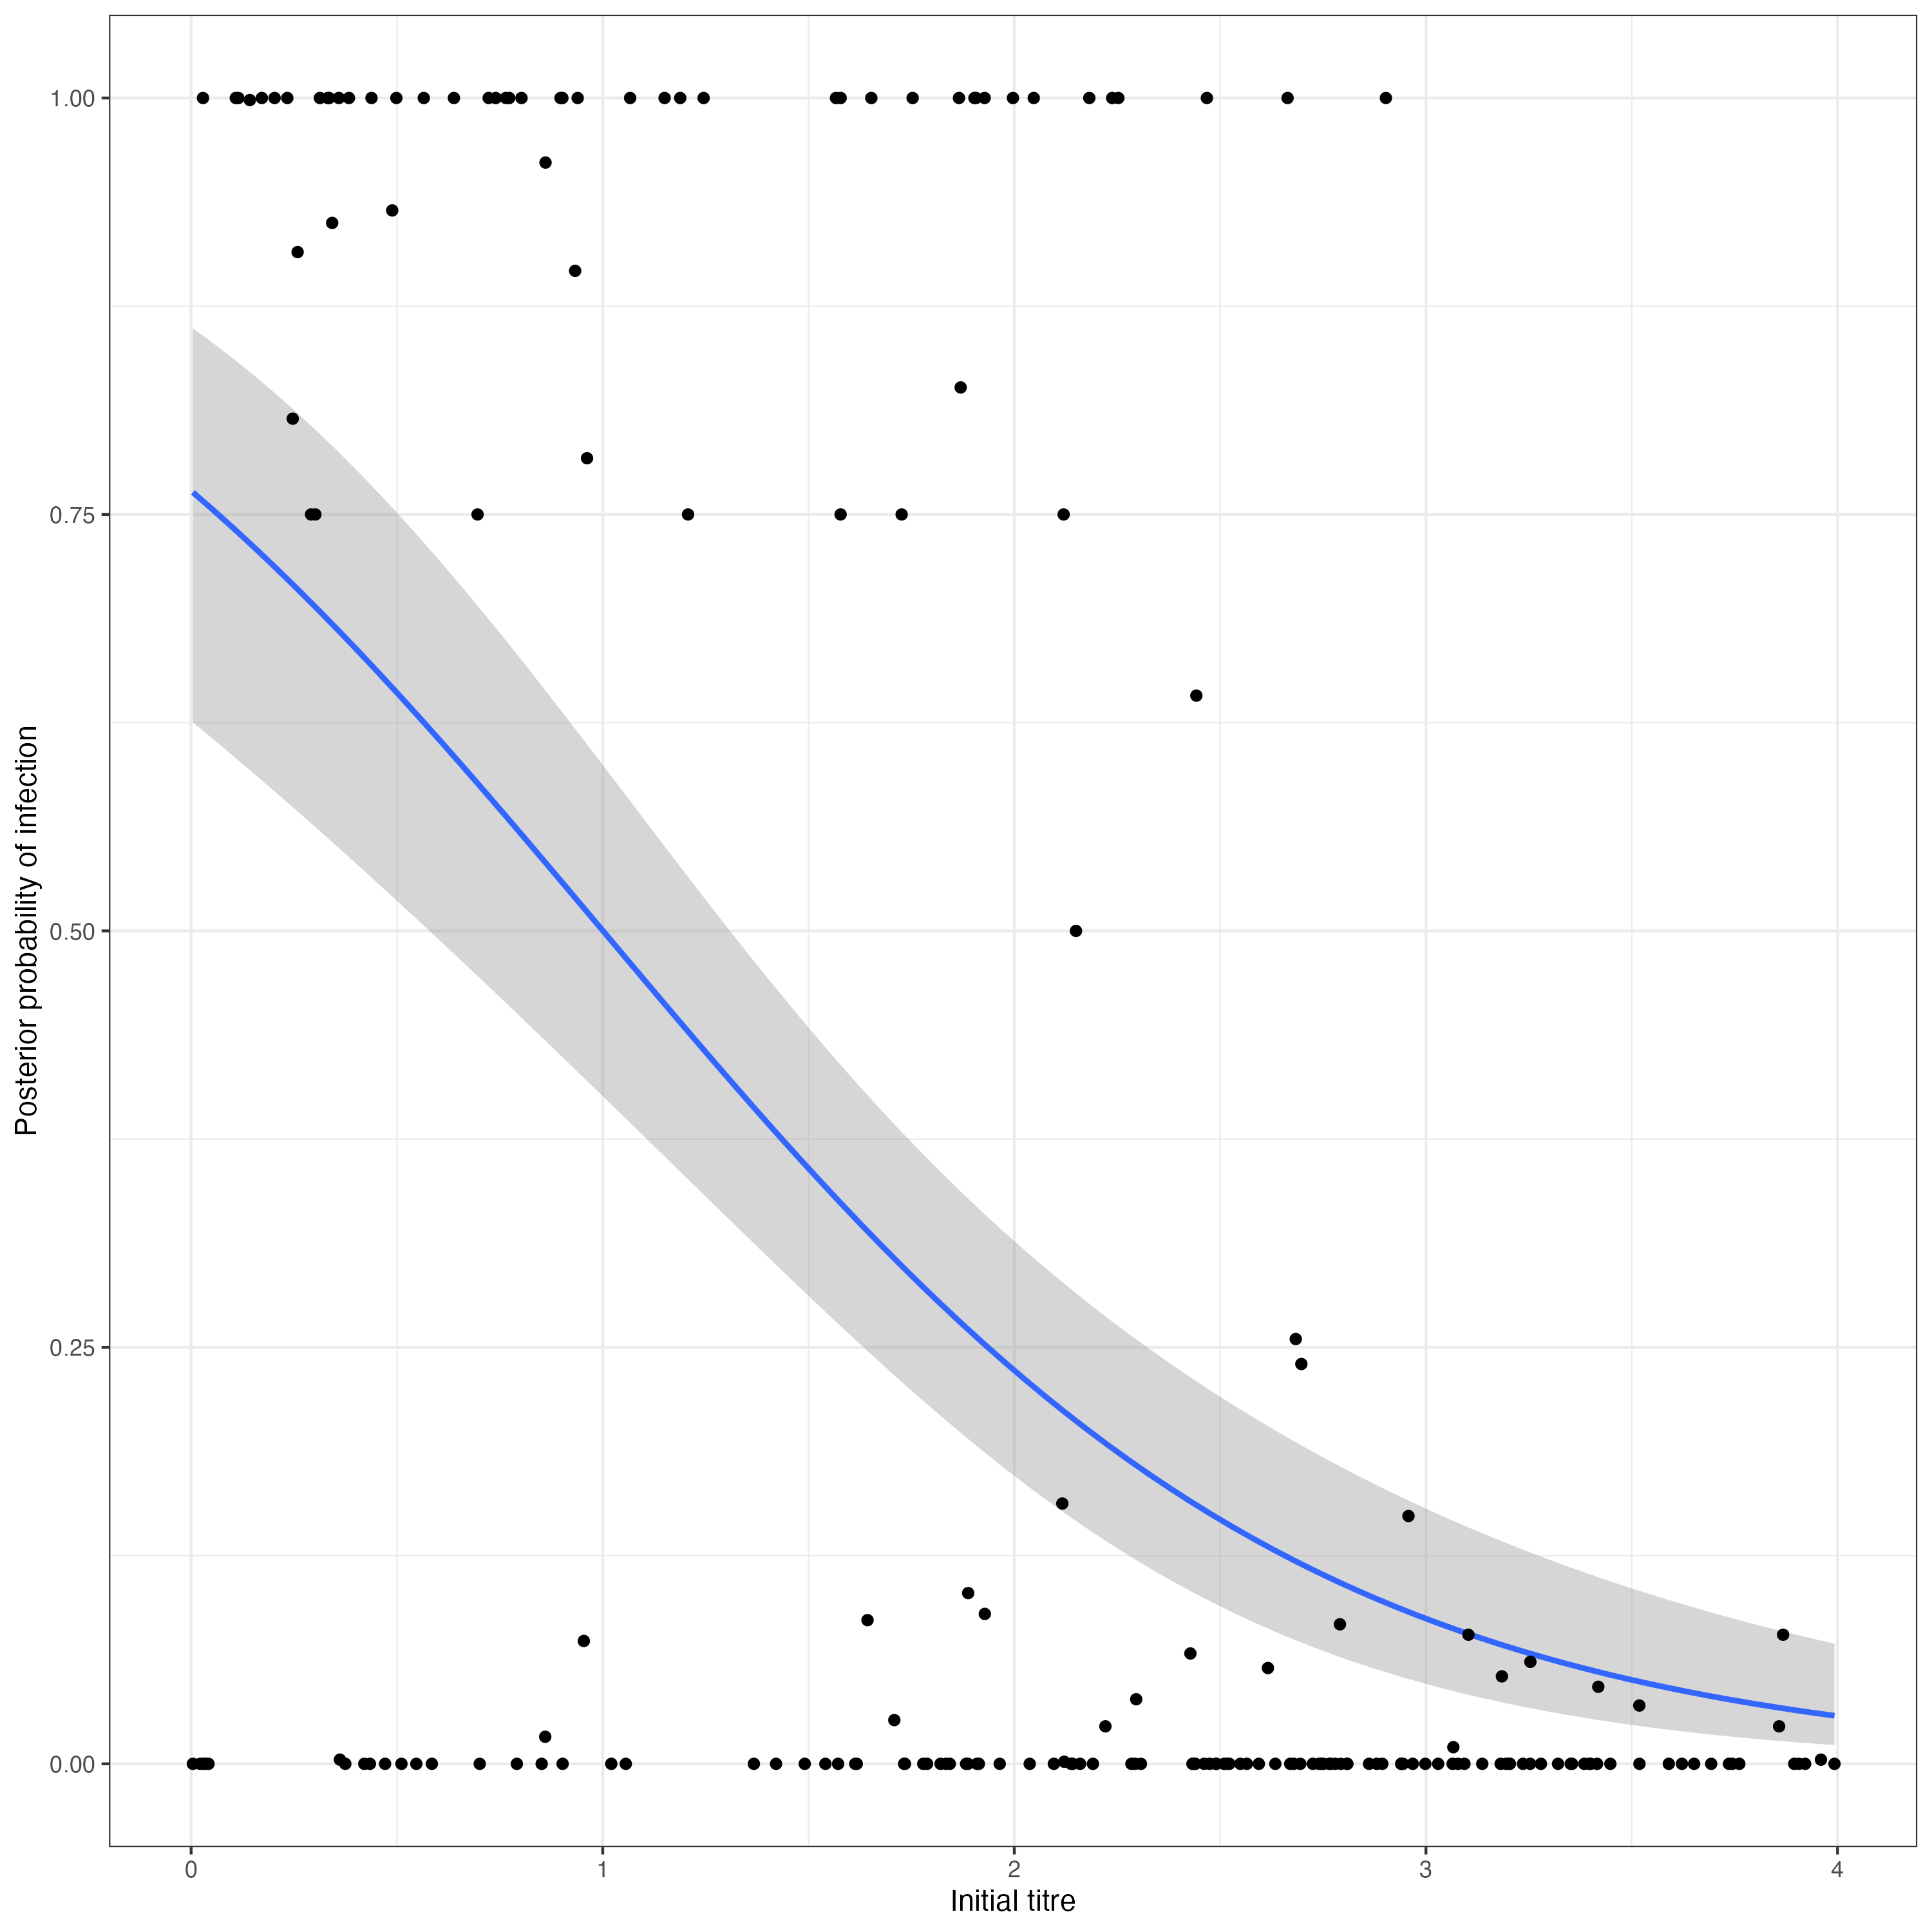 Posterior probability of infection
1.00
0.75
0.50
0.25
0.00
0 1 2 3 4
Initial titre